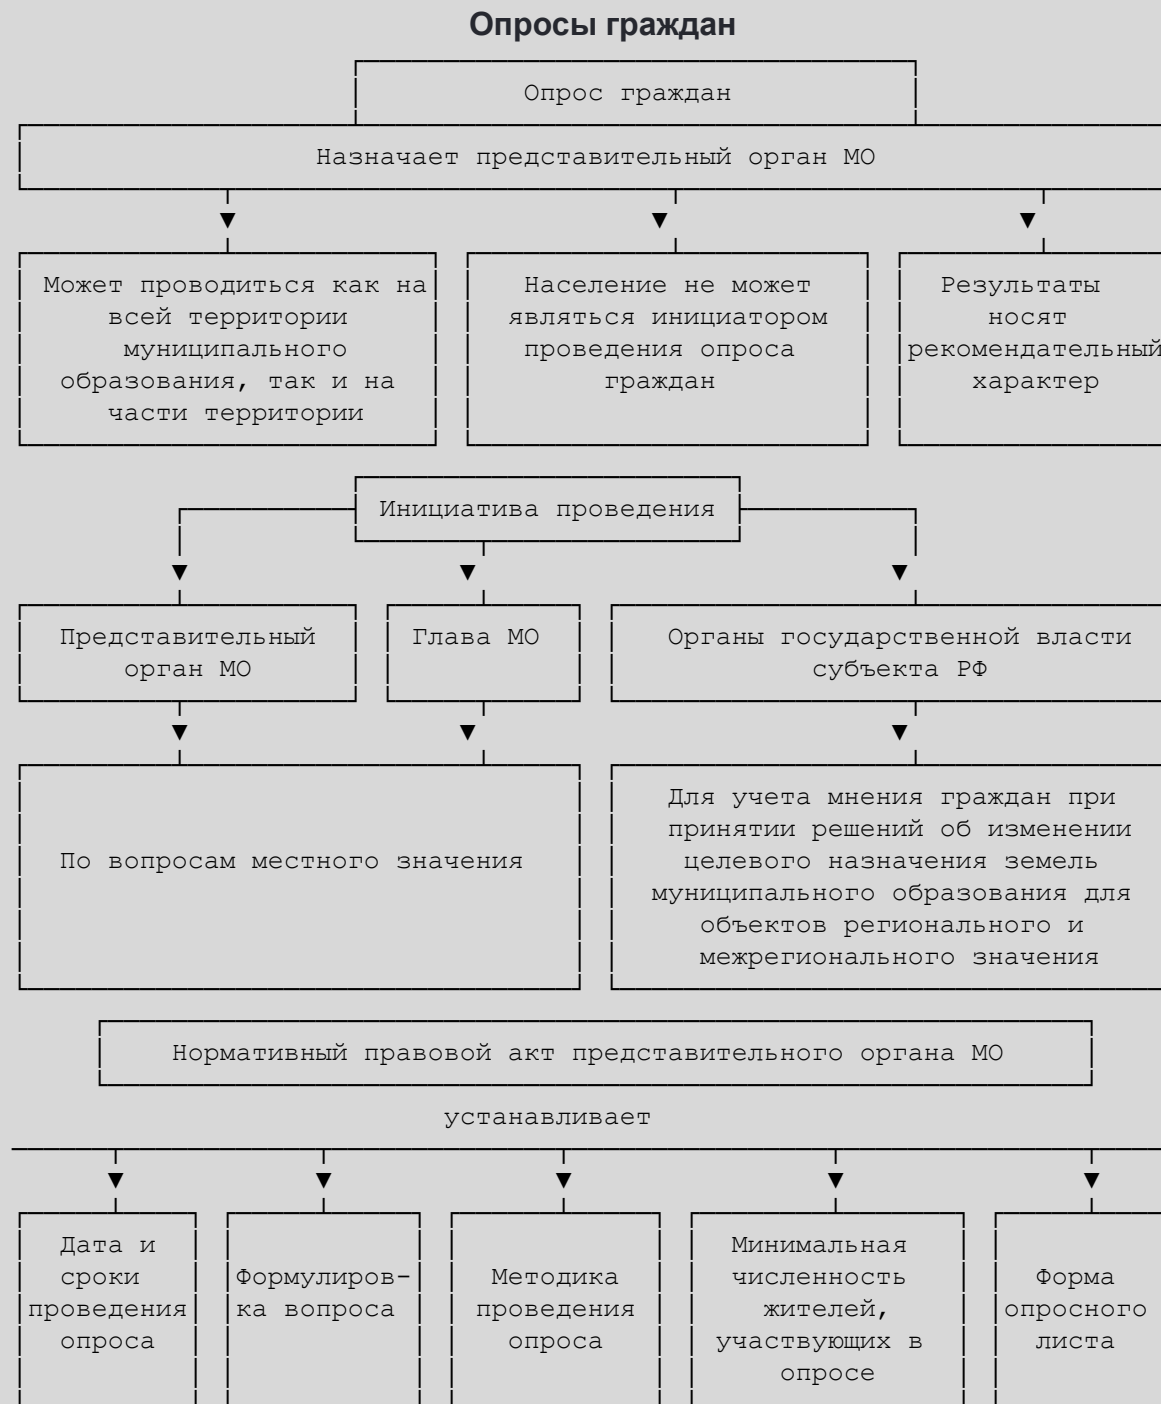 Опросы граждан
Опрос граждан
Назначает представительный орган МО
Может проводиться как на
всей территории
муниципального
образования, так и на
части территории
Население не может
являться инициатором
проведения опроса
граждан
Результаты
носят
рекомендательный
характер
Инициатива проведения
Представительный
орган МО
Глава МО
Органы государственной власти
субъекта РФ
По вопросам местного значения
Для учета мнения граждан при
принятии решений об изменении
целевого назначения земель
муниципального образования для
объектов регионального и
межрегионального значения
Нормативный правовой акт представительного органа МО
устанавливает
Дата и
сроки
проведения
опроса
Формулиров-
ка вопроса
Методика
проведения
опроса
Минимальная
численность
жителей,
участвующих в
опросе
Форма
опросного
листа